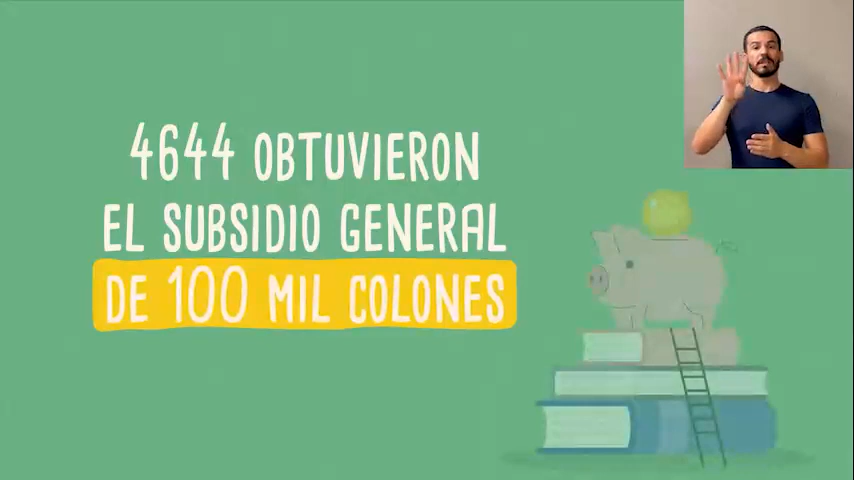 4644 OBTUVIERON
EL SUBSIDIO GENERAL
DE 100 MIL COLONES